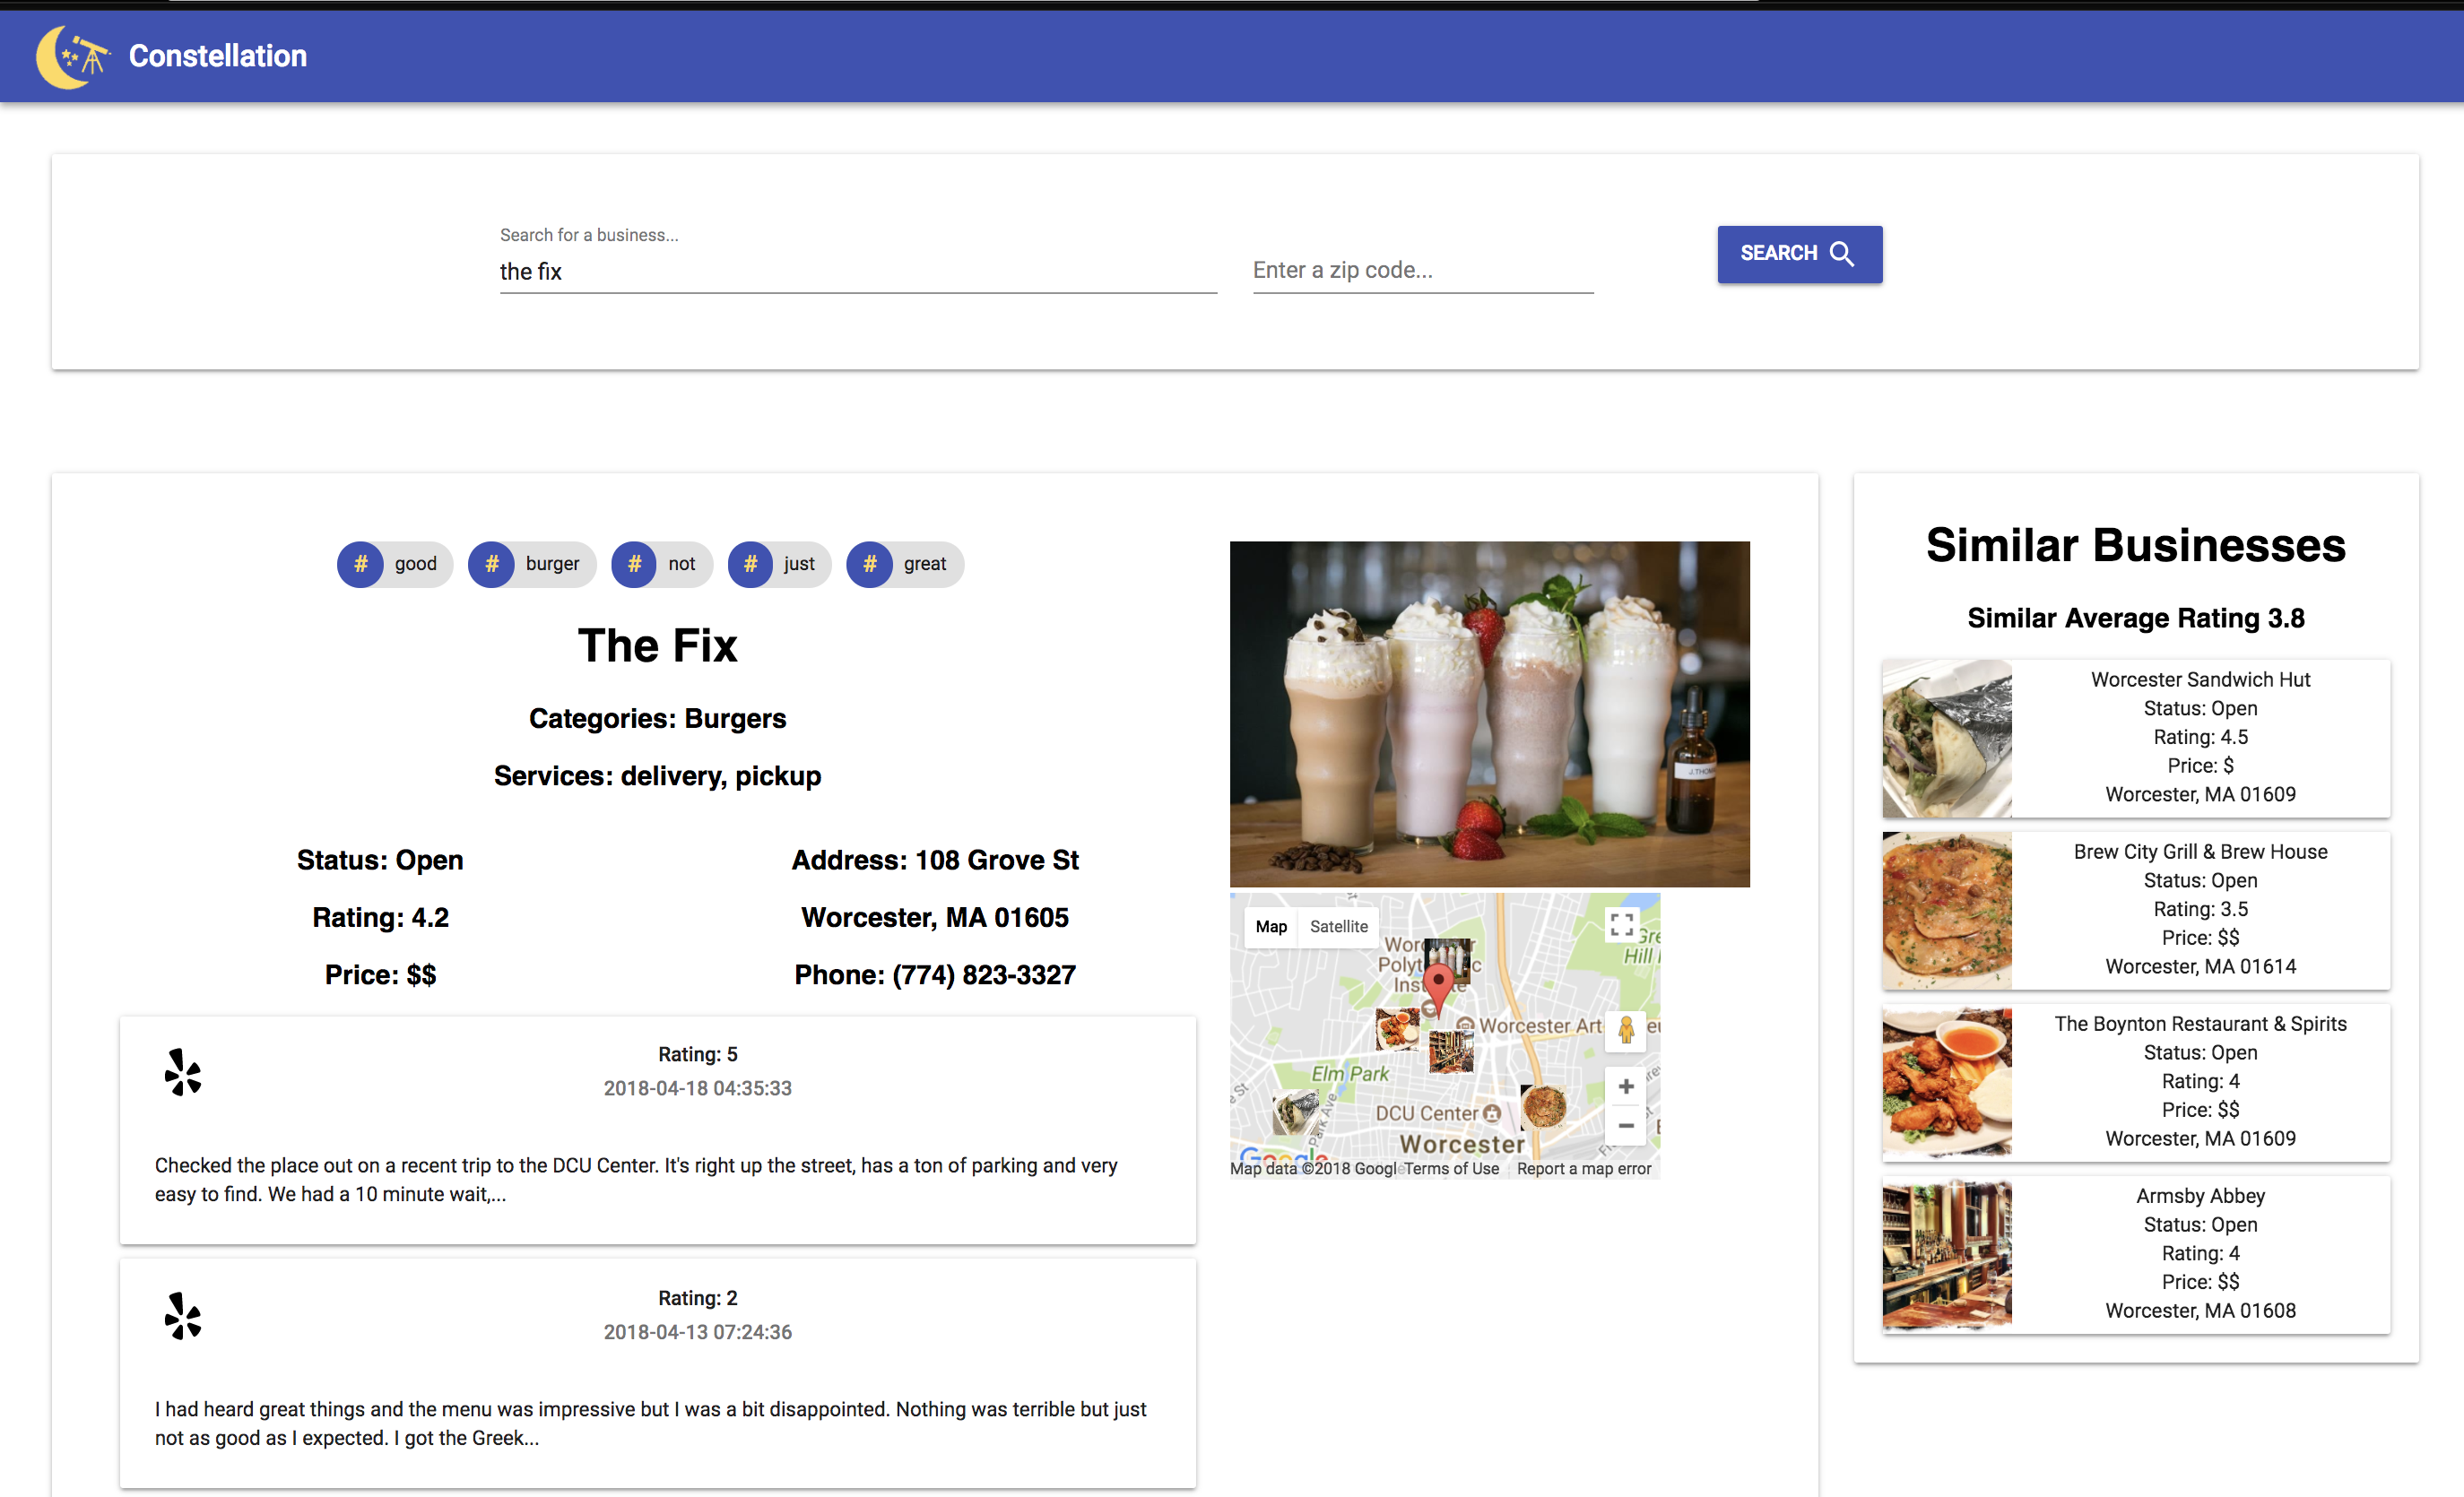 Constellation
Search for a business...
the fix
Enter a zip code...
SEARCH
# good # burger # not # just # great
The Fix
Categories: Burgers
Services: delivery, pickup
Status: Open
Rating: 4.2
Price: $$
Address: 108 Grove St
Worcester, MA 01605
Phone: (774) 823-3327
Rating: 5
2018-04-18 04:35:33
Checked the place out on a recent trip to the DCU Center. It's right up the street, has a ton of parking and very
easy to find. We had a 10 minute wait,...
Rating: 2
2018-04-13 07:24:36
I had heard great things and the menu was impressive but I was a bit disappointed. Nothing was terrible but just
not as good as I expected. I got the Greek...
Map Satellite
Elm Park
Worcester Art
DCU Center
Worcester
Park Ave
Google
Map data ©2018 Googl Terms of Use Report a map error
Similar Businesses
Similar Average Rating 3.8
Worcester Sandwich Hut
Status: Open
Rating: 4.5
Price: $
Worcester, MA 01609
Brew City Grill & Brew House
Status: Open
Rating: 3.5
Price: $$
Worcester, MA 01614
The Boynton Restaurant & Spirits
Status: Open
Rating: 4
Price: $$
Worcester, MA 01609
Armsby Abbey
Status: Open
Rating: 4
Price: $$
Worcester, MA 01608